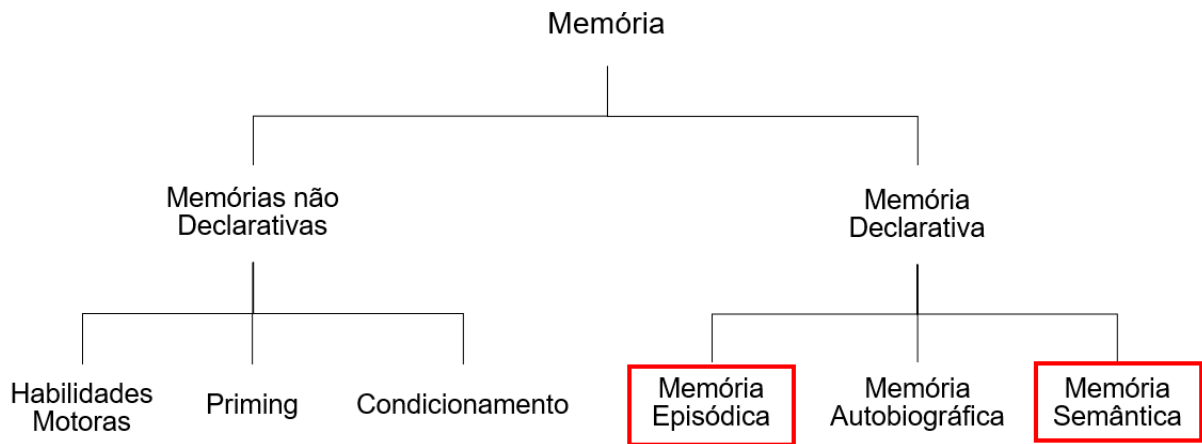 Memória
Memórias não
Declarativas
Memória
Declarativa
Habilidades
Motoras
Priming
Condicionamento
Memória
Episódica
Memória
Autobiográfica
Memória
Semântica